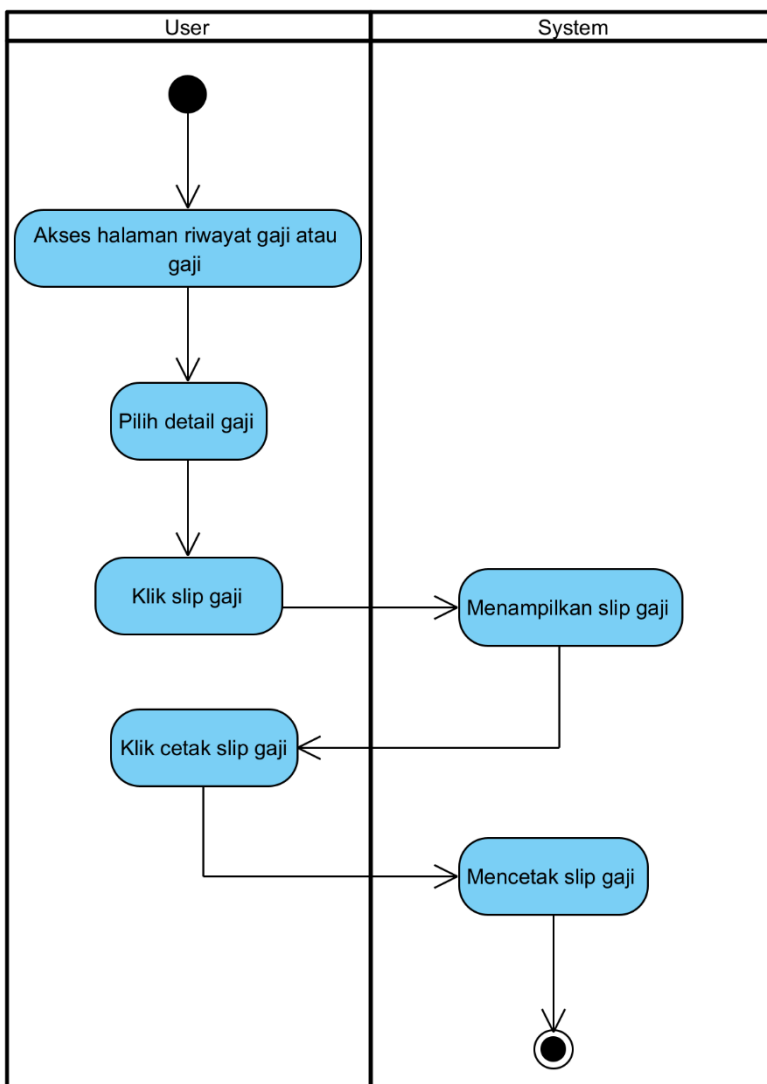 User
System
Akses halaman riwayat gaji atau
gaji
Pilih detail gaji
Klik slip gaji
Menampilkan slip gaji
Klik cetak slip gaji
Mencetak slip gaji